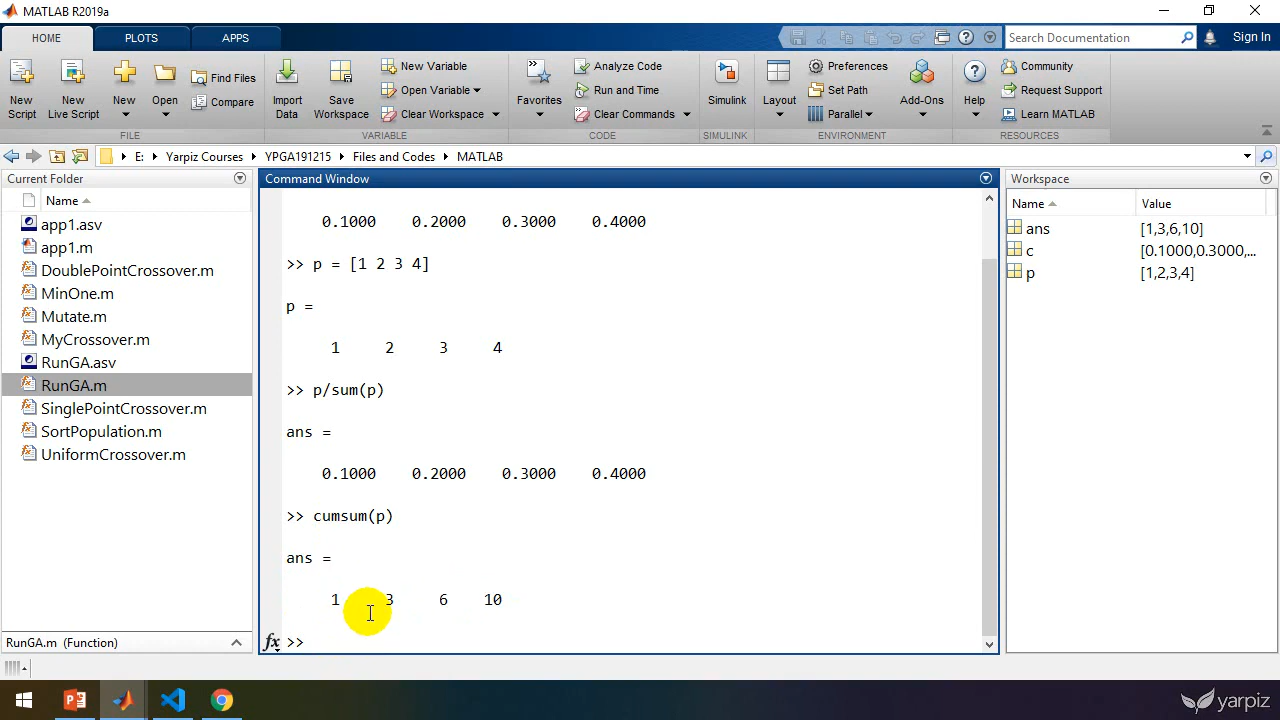 MATLAB R2019a
HOME PLOTS APPS
Search Documentation
Sign In
New Script
New Live Script
New
Open
Find Files
Compare
FILE
Import Data
Save Workspace
New Variable
Open Variable
Clear Workspace
VARIABLE
Favorites
Analyze Code
Run and Time
Clear Commands
CODE
Simulink
SIMULINK
Layout
Preferences
Set Path
Parallel
ENVIRONMENT
Add-Ons
Help
Community
Request Support
Learn MATLAB
RESOURCES
E: Yarpiz Courses YPGA191215 Files and Codes MATLAB
Current Folder
Name
app1.asv
app1.m
DoublePointCrossover.m
MinOne.m
Mutate.m
MyCrossover.m
RunGA.asv
RunGA.m
SinglePointCrossover.m
SortPopulation.m
UniformCrossover.m
RunGA.m (Function)
Command Window
0.1000 0.2000 0.3000 0.4000
>> p = [1 2 3 4]
p =
1 2 3 4
>> p/sum(p)
ans =
0.1000 0.2000 0.3000 0.4000
>> cumsum(p)
ans =
1 3 6 10
fx >>
Workspace
Name Value
ans [1,3,6,10]
c [0.1000,0.3000,...
p [1,2,3,4]
yarpiz